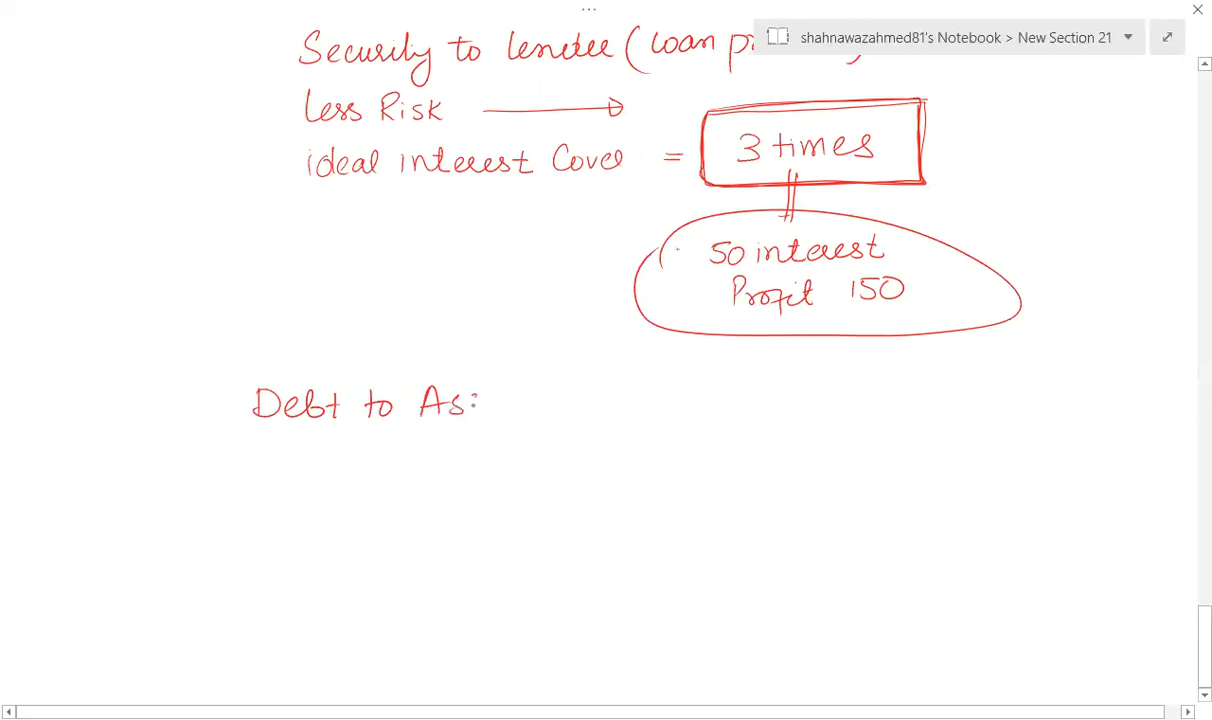 shahnawazahmed81's Notebook > New Section 21
Security to lender (loan
less Risk
ideal interest Cover = 3 times
50 interest
Profit 150
Debt to As